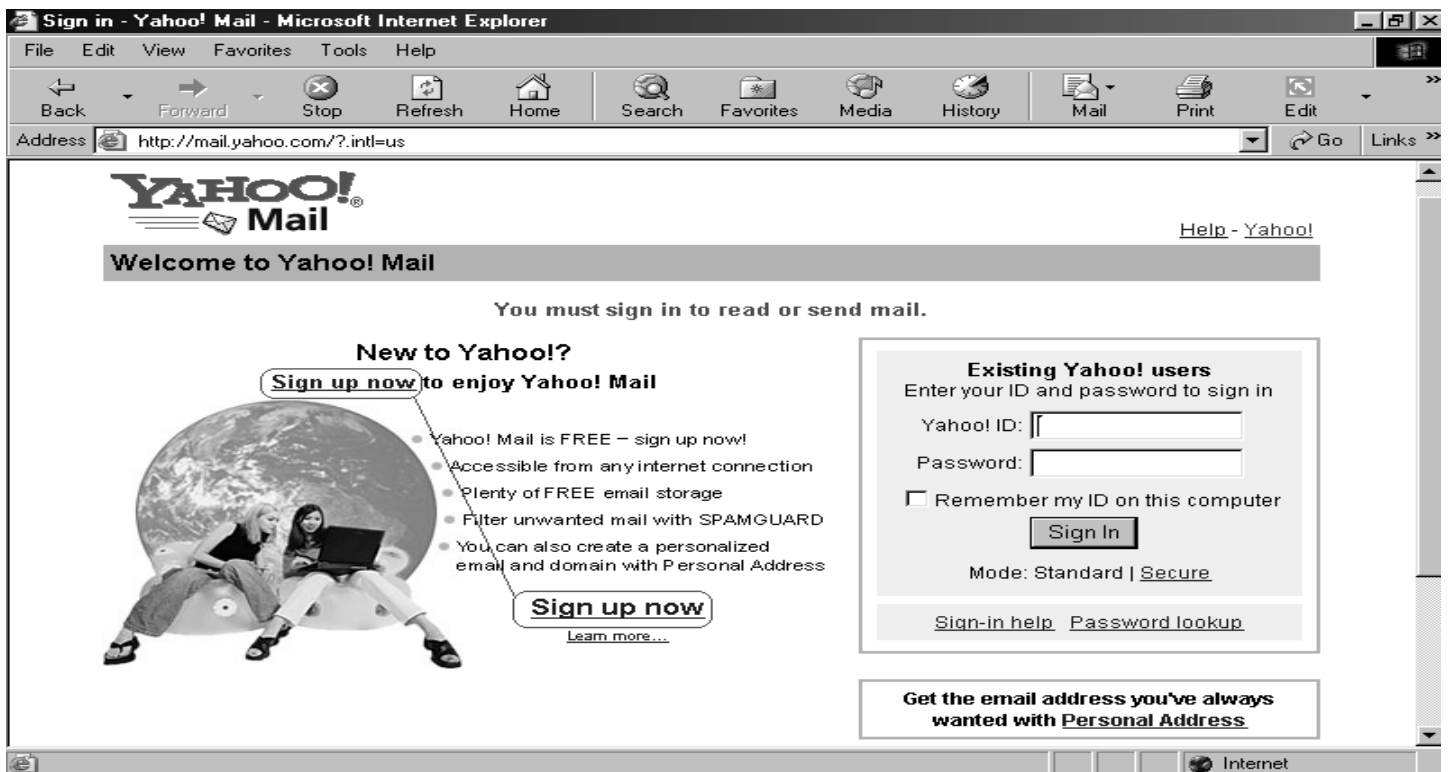 Sign in - Yahoo! Mail - Microsoft Internet Explorer
File Edit View Favorites Tools Help
Back Forward Stop Refresh Home Search Favorites Media History Mail Print Edit »
Address http://mail.yahoo.com/?.intl=us Go Links »
YAHOO!®
Mail
Help - Yahoo!
Welcome to Yahoo! Mail
You must sign in to read or send mail.
New to Yahoo!?
Sign up now to enjoy Yahoo! Mail
• Yahoo! Mail is FREE – sign up now!
• Accessible from any internet connection
• Plenty of FREE email storage
• Filter unwanted mail with SPAMGUARD
• You can also create a personalized
email and domain with Personal Address
Sign up now
Learn more...
Existing Yahoo! users
Enter your ID and password to sign in
Yahoo! ID:
Password:
Remember my ID on this computer
Sign In
Mode: Standard | Secure
Sign-in help Password lookup
Get the email address you've always
wanted with Personal Address
Internet